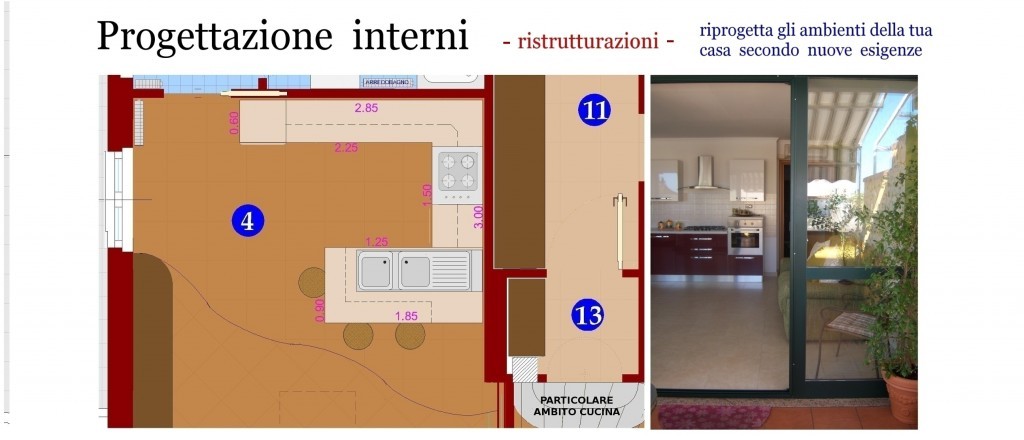 Progettazione interni
- ristrutturazioni -
riprogetta gli ambienti della tua
casa secondo nuove esigenze
ARREDOBAGNO
2.85
0.60
2.25
1.50
3.00
4
1.25
0.90
1.85
11
13
PARTICOLARE
AMBITO CUCINA